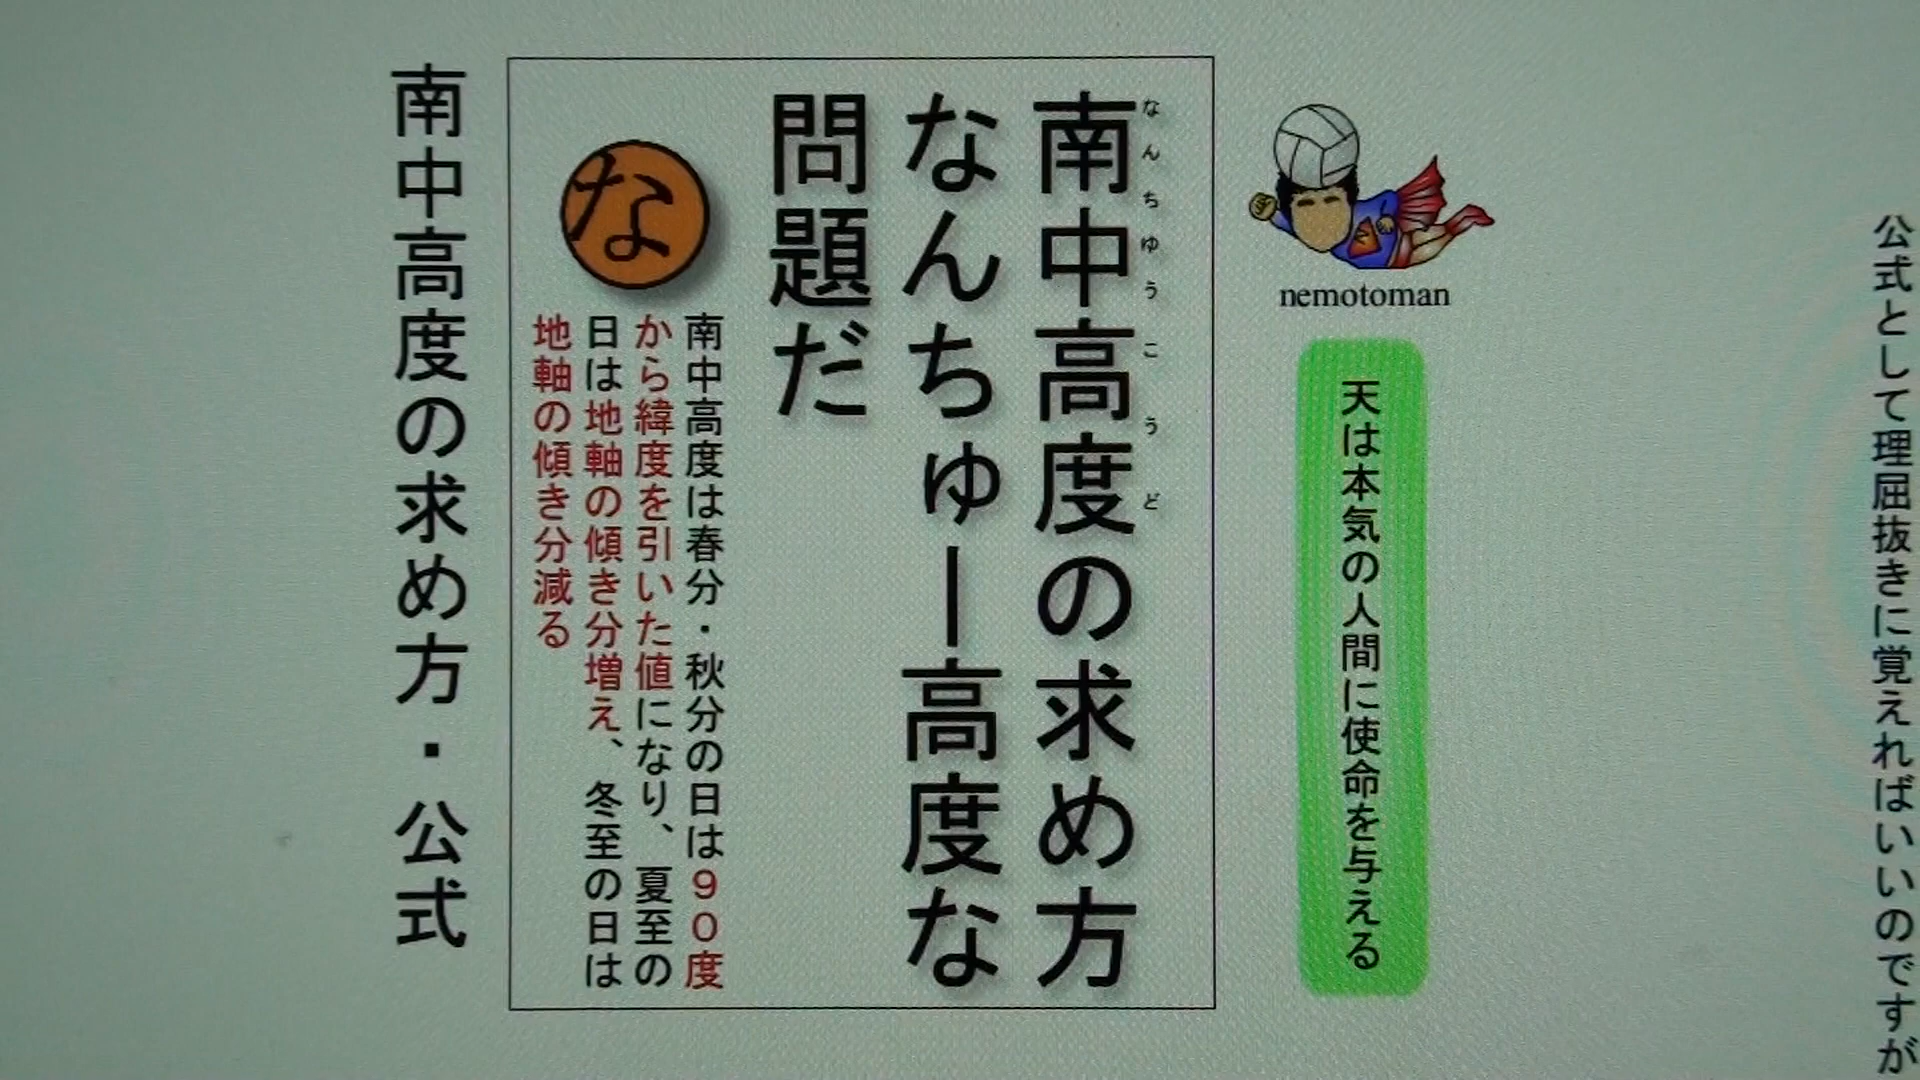 公式として理屈抜きに覚えればいいのですが
nemotoman
天は本気の人間に使命を与える
なんちゆうこうど
南中高度の求め方
なんちゅー高度な
問題だ
な
南中高度は春分・秋分の日は９０度
から緯度を引いた値になり、夏至の
日は地軸の傾き分増え、冬至の日は
地軸の傾き分減る
南中高度の求め方・公式